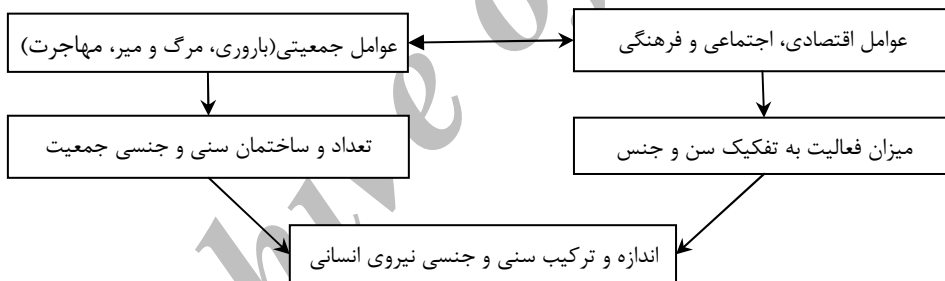 عوامل اقتصادی، اجتماعی و فرهنگی
عوامل جمعیتی(باروری، مرگ و میر، مهاجرت)
میزان فعالیت به تفکیک سن و جنس
تعداد و ساختمان سنی و جنسی جمعیت
اندازه و ترکیب سنی و جنسی نیروی انسانی